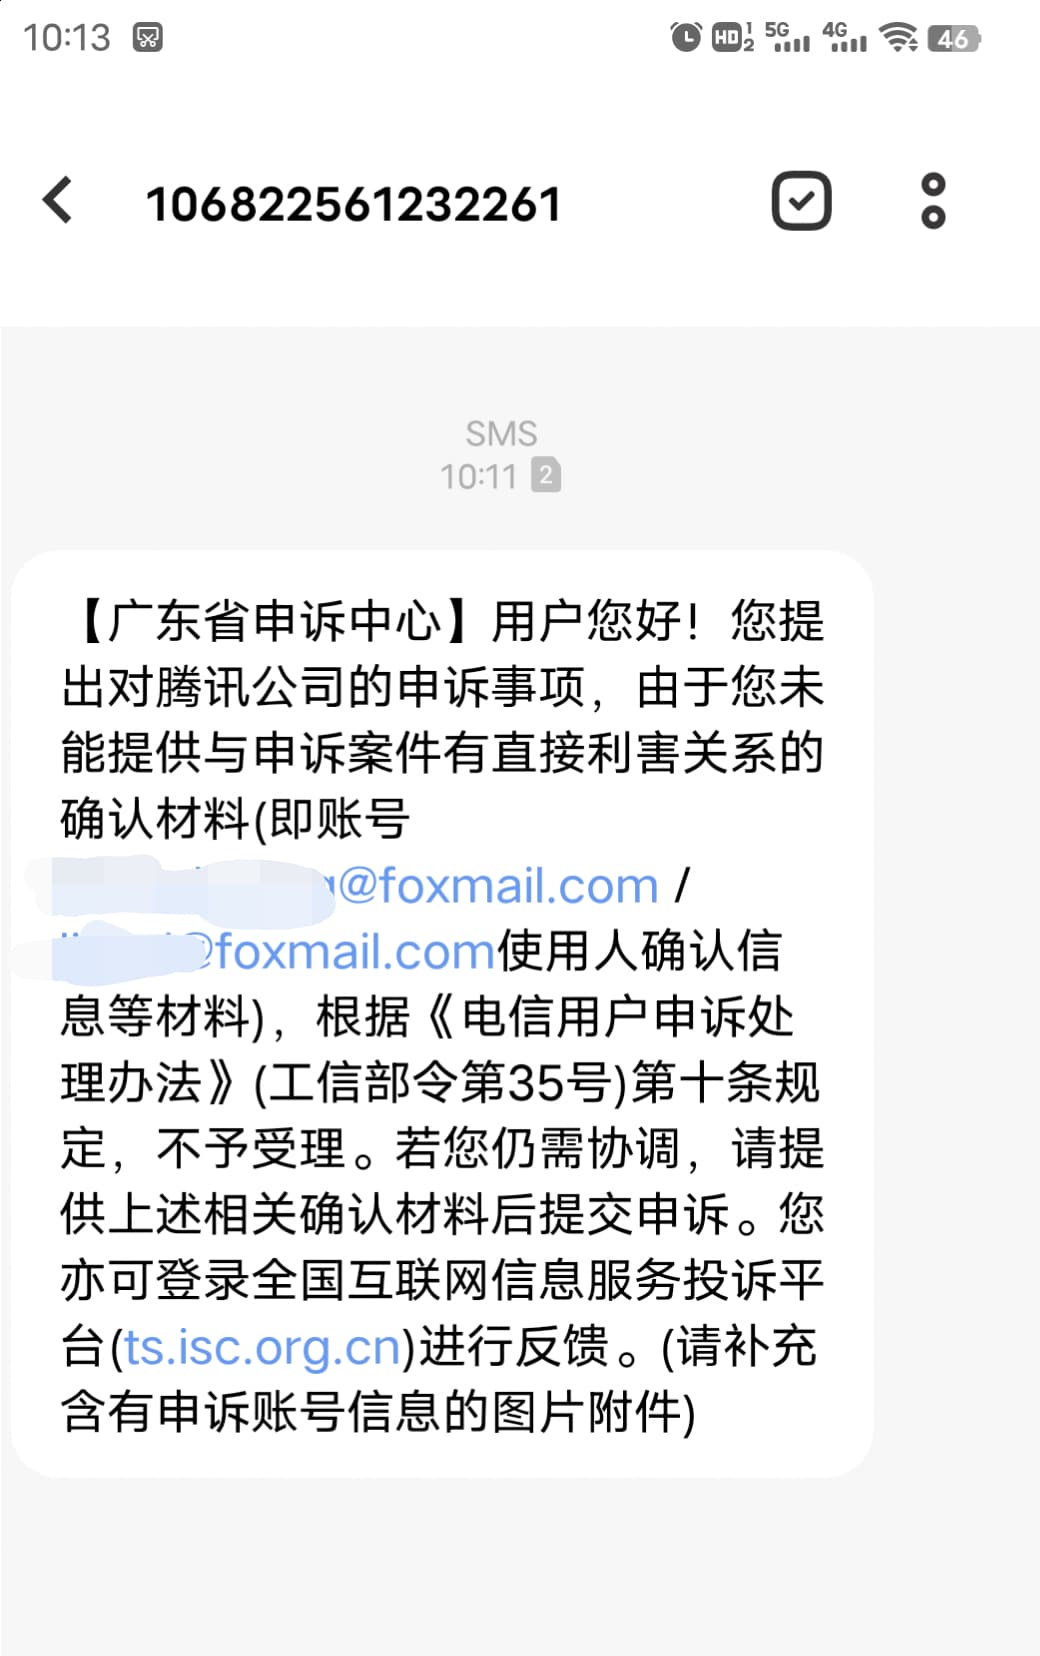 10:13
HD 1 2 5G 4G 46
106822561232261
SMS
10:11 2
【广东省申诉中心】用户您好！您提
出对腾讯公司的申诉事项，由于您未
能提供与申诉案件有直接利害关系的
确认材料(即账号
@foxmail.com /
@foxmail.com使用人确认信
息等材料)，根据《电信用户申诉处
理办法》(工信部令第35号)第十条规
定，不予受理。若您仍需协调，请提
供上述相关确认材料后提交申诉。您
亦可登录全国互联网信息服务投诉平
台(ts.isc.org.cn)进行反馈。(请补充
含有申诉账号信息的图片附件)